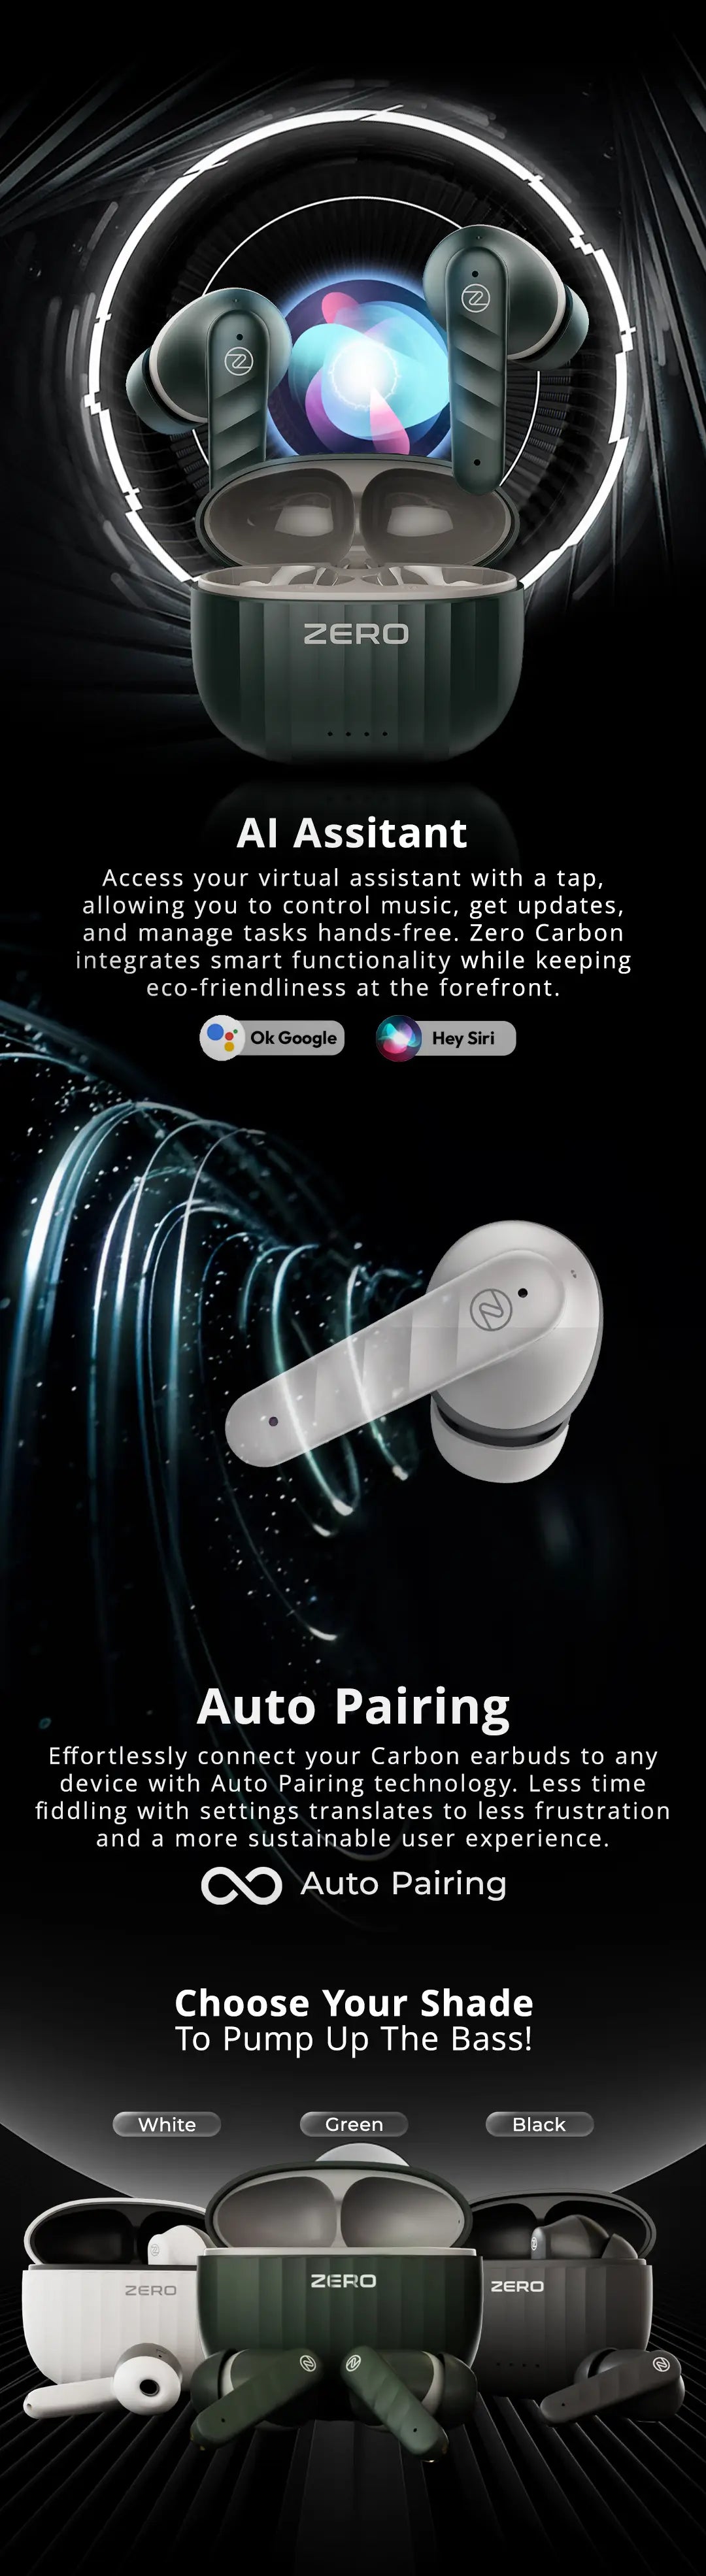 ZERO
AI Assitant
Access your virtual assistant with a tap,
allowing you to control music, get updates,
and manage tasks hands-free. Zero Carbon
integrates smart functionality while keeping
eco-friendliness at the forefront.
Ok Google
Hey Siri
Auto Pairing
Effortlessly connect your Carbon earbuds to any
device with Auto Pairing technology. Less time
fiddling with settings translates to less frustration
and a more sustainable user experience.
Auto Pairing
Choose Your Shade
To Pump Up The Bass!
White
Green
Black
ZERO
ZERO
ZERO